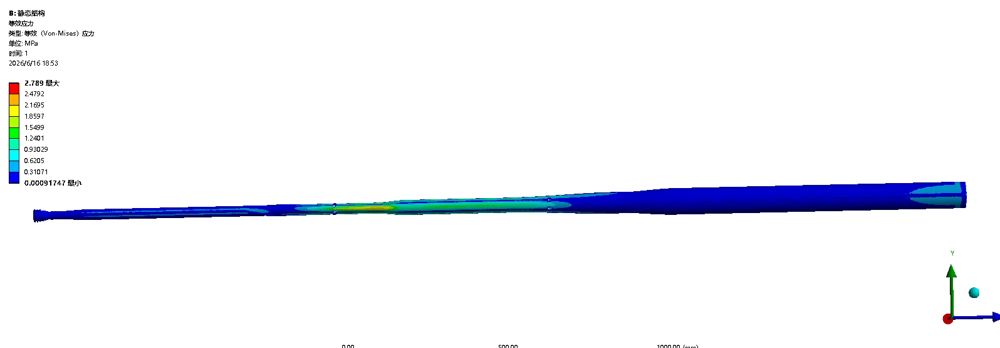 B: 静态结构
等效应力
类型: 等效（Von-Mises）应力
单位: MPa
时间: 1
2026/6/16 18:53
2.789 最大
2.4792
2.1695
1.8597
1.5499
1.2401
0.93029
0.6205
0.31071
0.00091747 最小
Y
0.00 500.00 1000.00 (mm)